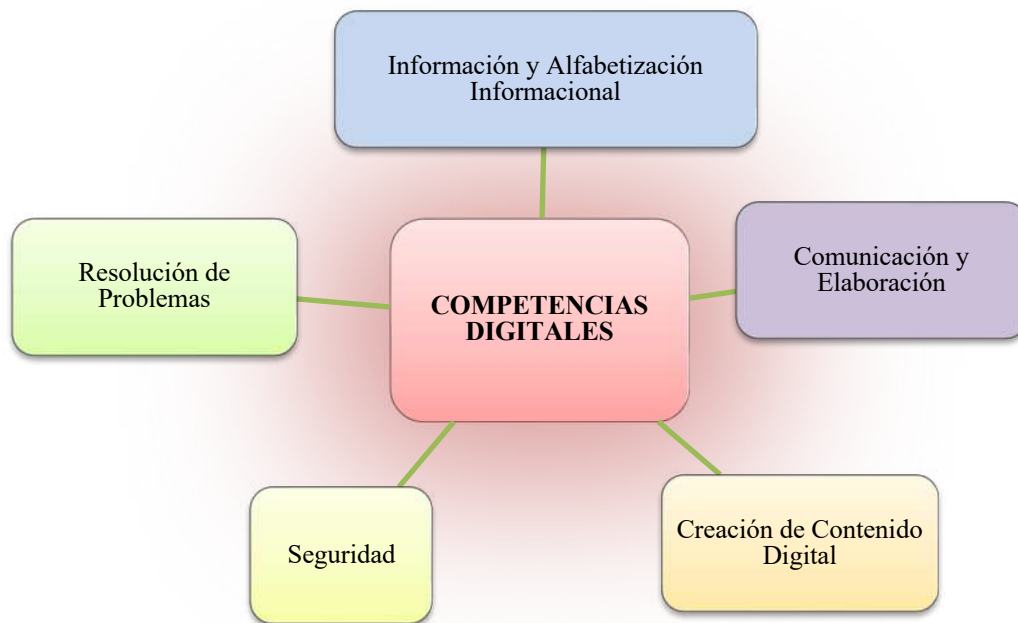 Información y Alfabetización
Informacional
Comunicación y
Elaboración
Resolución de
Problemas
COMPETENCIAS
DIGITALES
Creación de Contenido
Digital
Seguridad